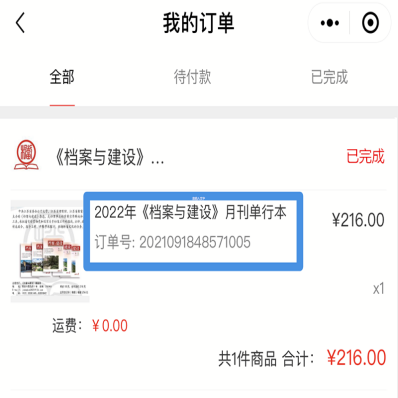 我的订单
全部 待付款 已完成
《档案与建设》... 已完成
2022年《档案与建设》月刊单行本 ¥216.00
订单号: 2021091848571005
x1
运费： ¥0.00
共1件商品 合计： ¥216.00